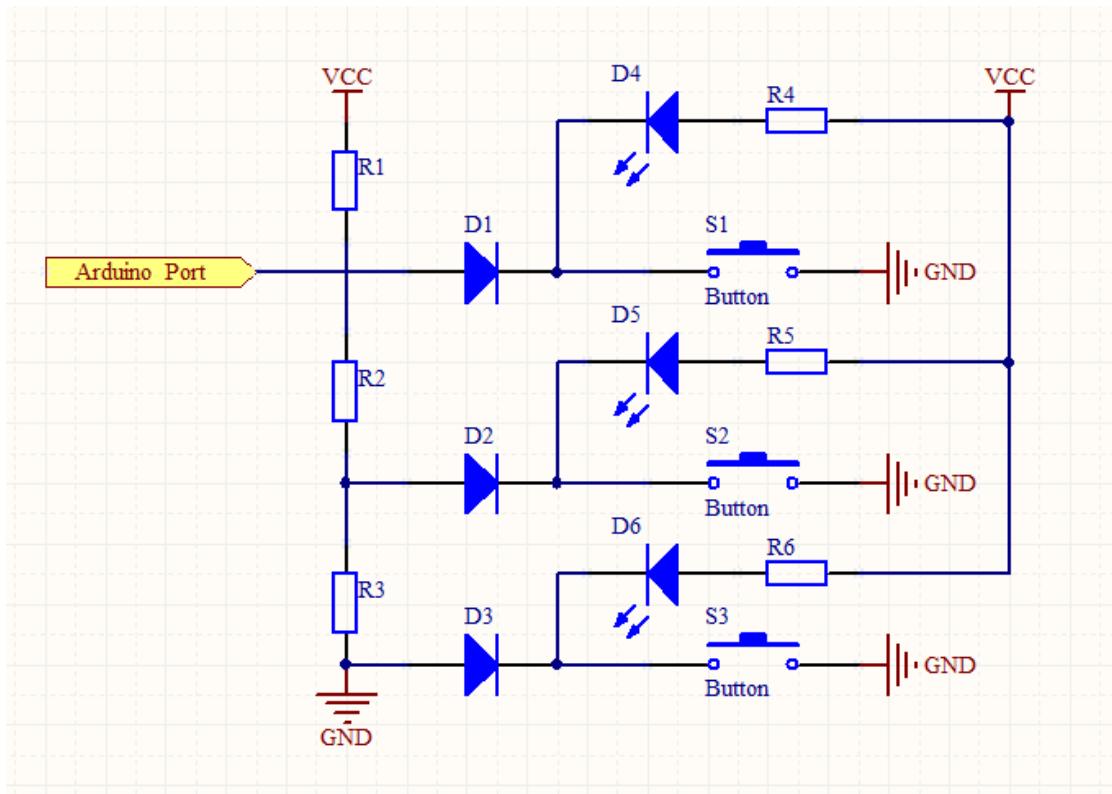 D4
VCC
VCC
R4
R1
D1
S1
Arduino Port
GND
Button
D5
R5
R2
D2
S2
GND
Button
D6
R6
R3
D3
S3
GND
Button
GND